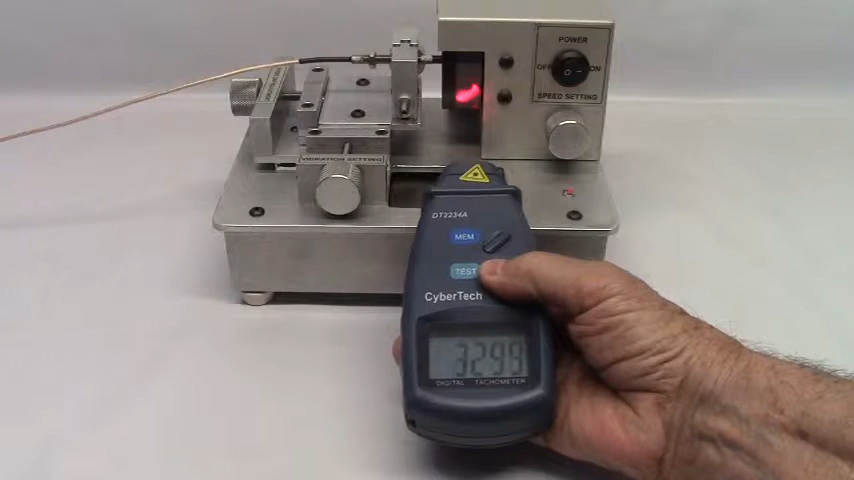 POWER
OFF ON
SPEED SETTING
VIBRATION SETTING
DT2234A
MEM
TEST
CyberTech
3299
DIGITAL TACHOMETER